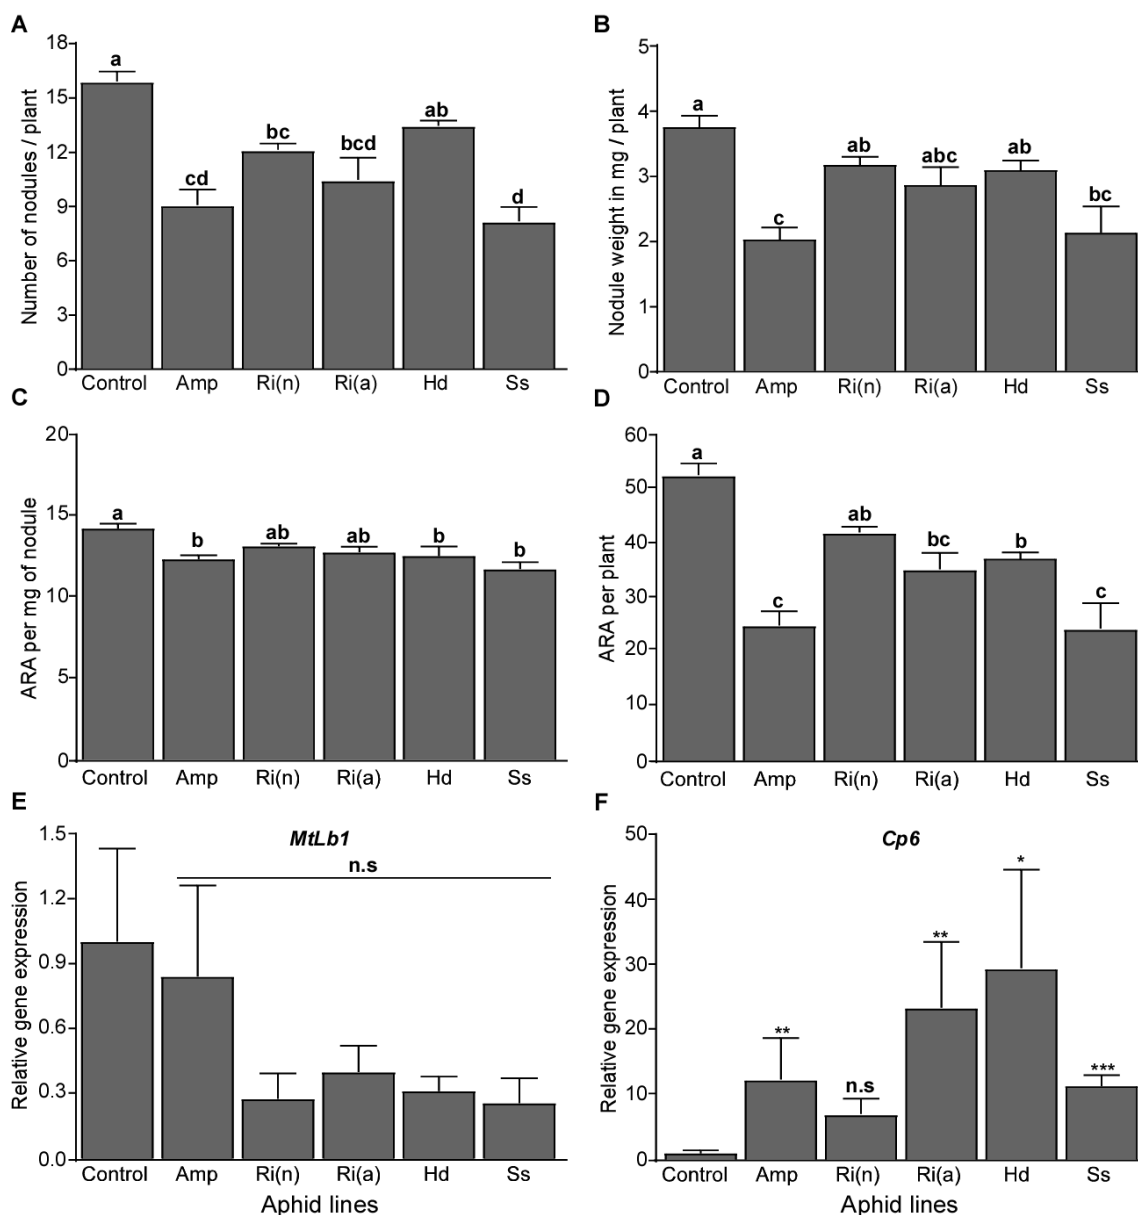 A
Number of nodules / plant
18
15
12
9
6
3
0
a
cd
bc
bcd
ab
d
Control Amp Ri(n) Ri(a) Hd Ss
B
Nodule weight in mg / plant
5
4
3
2
1
0
a
c
ab
abc
ab
bc
Control Amp Ri(n) Ri(a) Hd Ss
C
ARA per mg of nodule
20
15
10
5
0
a
b
ab
ab
b
b
Control Amp Ri(n) Ri(a) Hd Ss
D
ARA per plant
60
50
40
30
20
10
0
a
c
ab
bc
b
c
Control Amp Ri(n) Ri(a) Hd Ss
E
MtLb1
n.s
Relative gene expression
1.5
1.2
0.9
0.6
0.3
0.0
Control Amp Ri(n) Ri(a) Hd Ss
Aphid lines
F
Cp6
Relative gene expression
50
40
30
20
10
0
**
n.s
**
*
***
Control Amp Ri(n) Ri(a) Hd Ss
Aphid lines